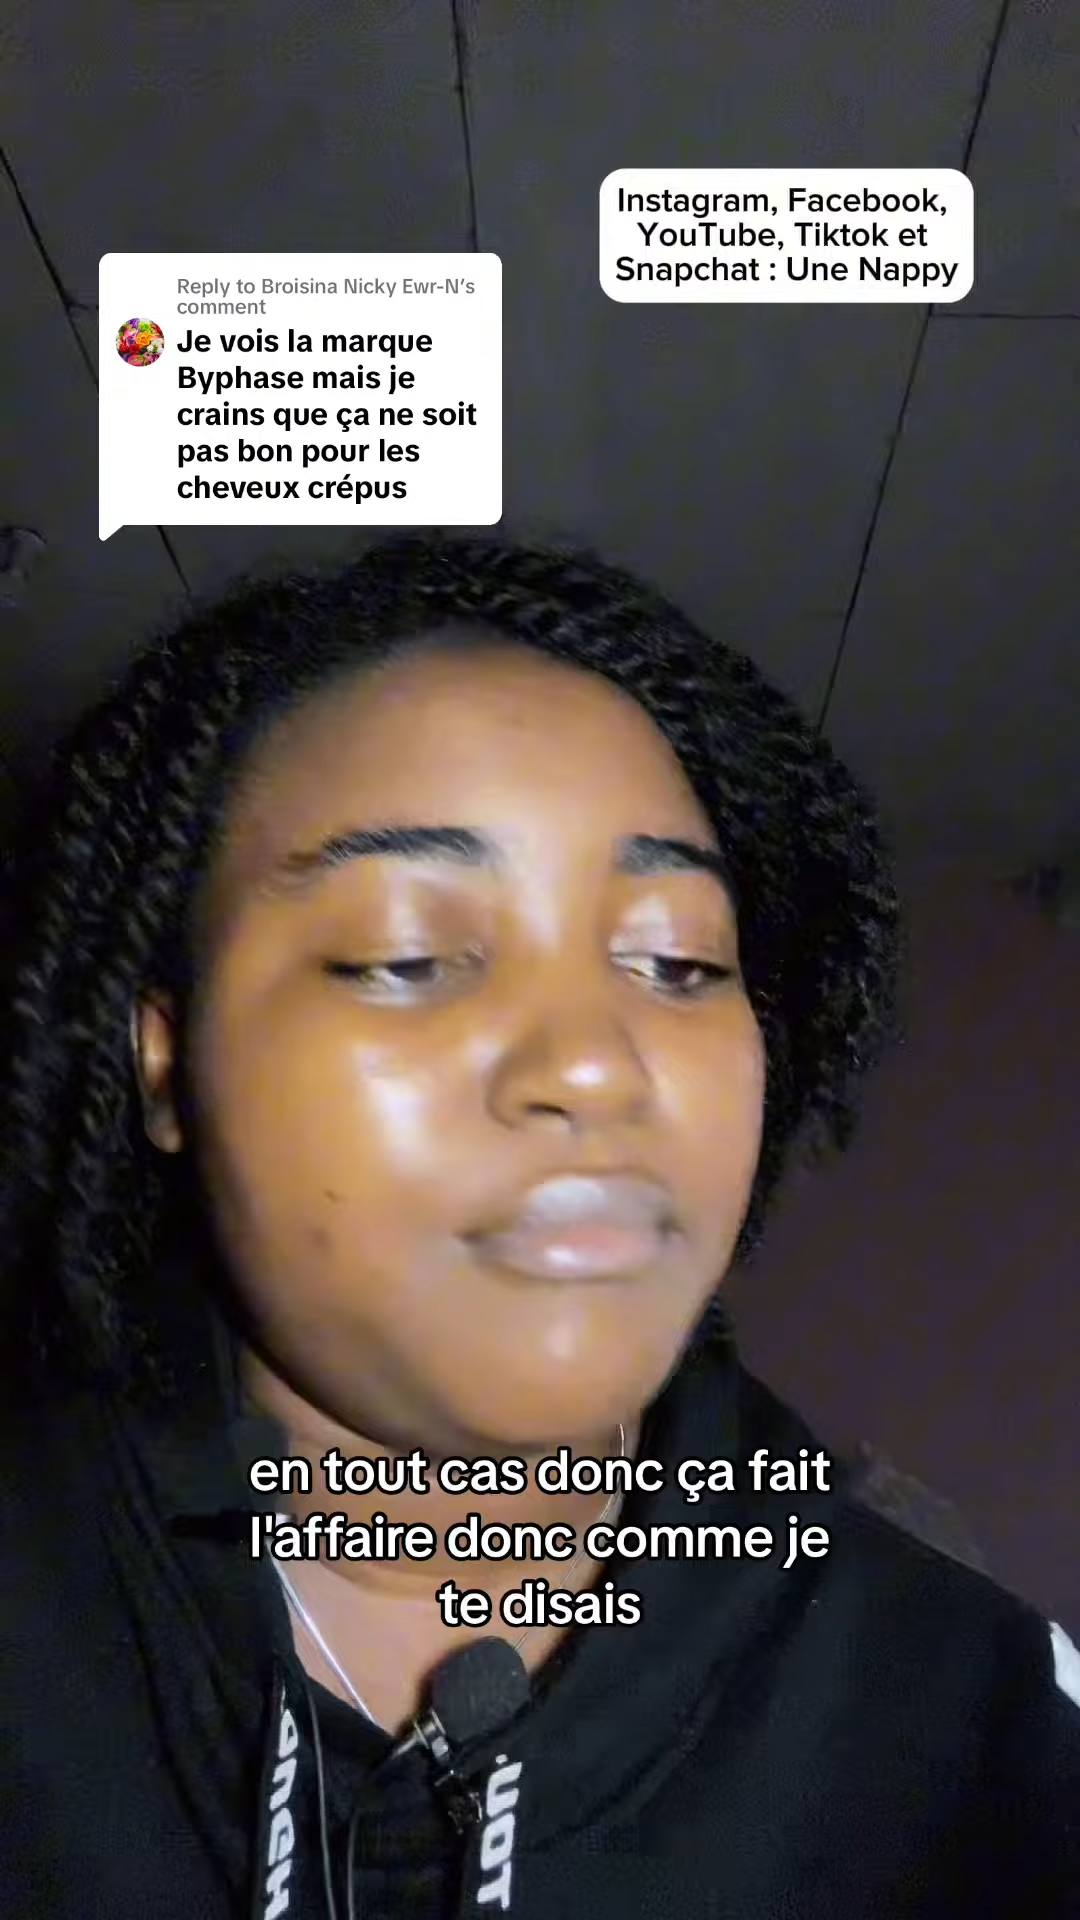 Instagram, Facebook,
YouTube, Tiktok et
Snapchat : Une Nappy
Reply to Broisina Nicky Ewr-N's
comment
Je vois la marque
Byphase mais je
crains que ça ne soit
pas bon pour les
cheveux crépus
en tout cas donc ça fait
l'affaire donc comme je
te disais